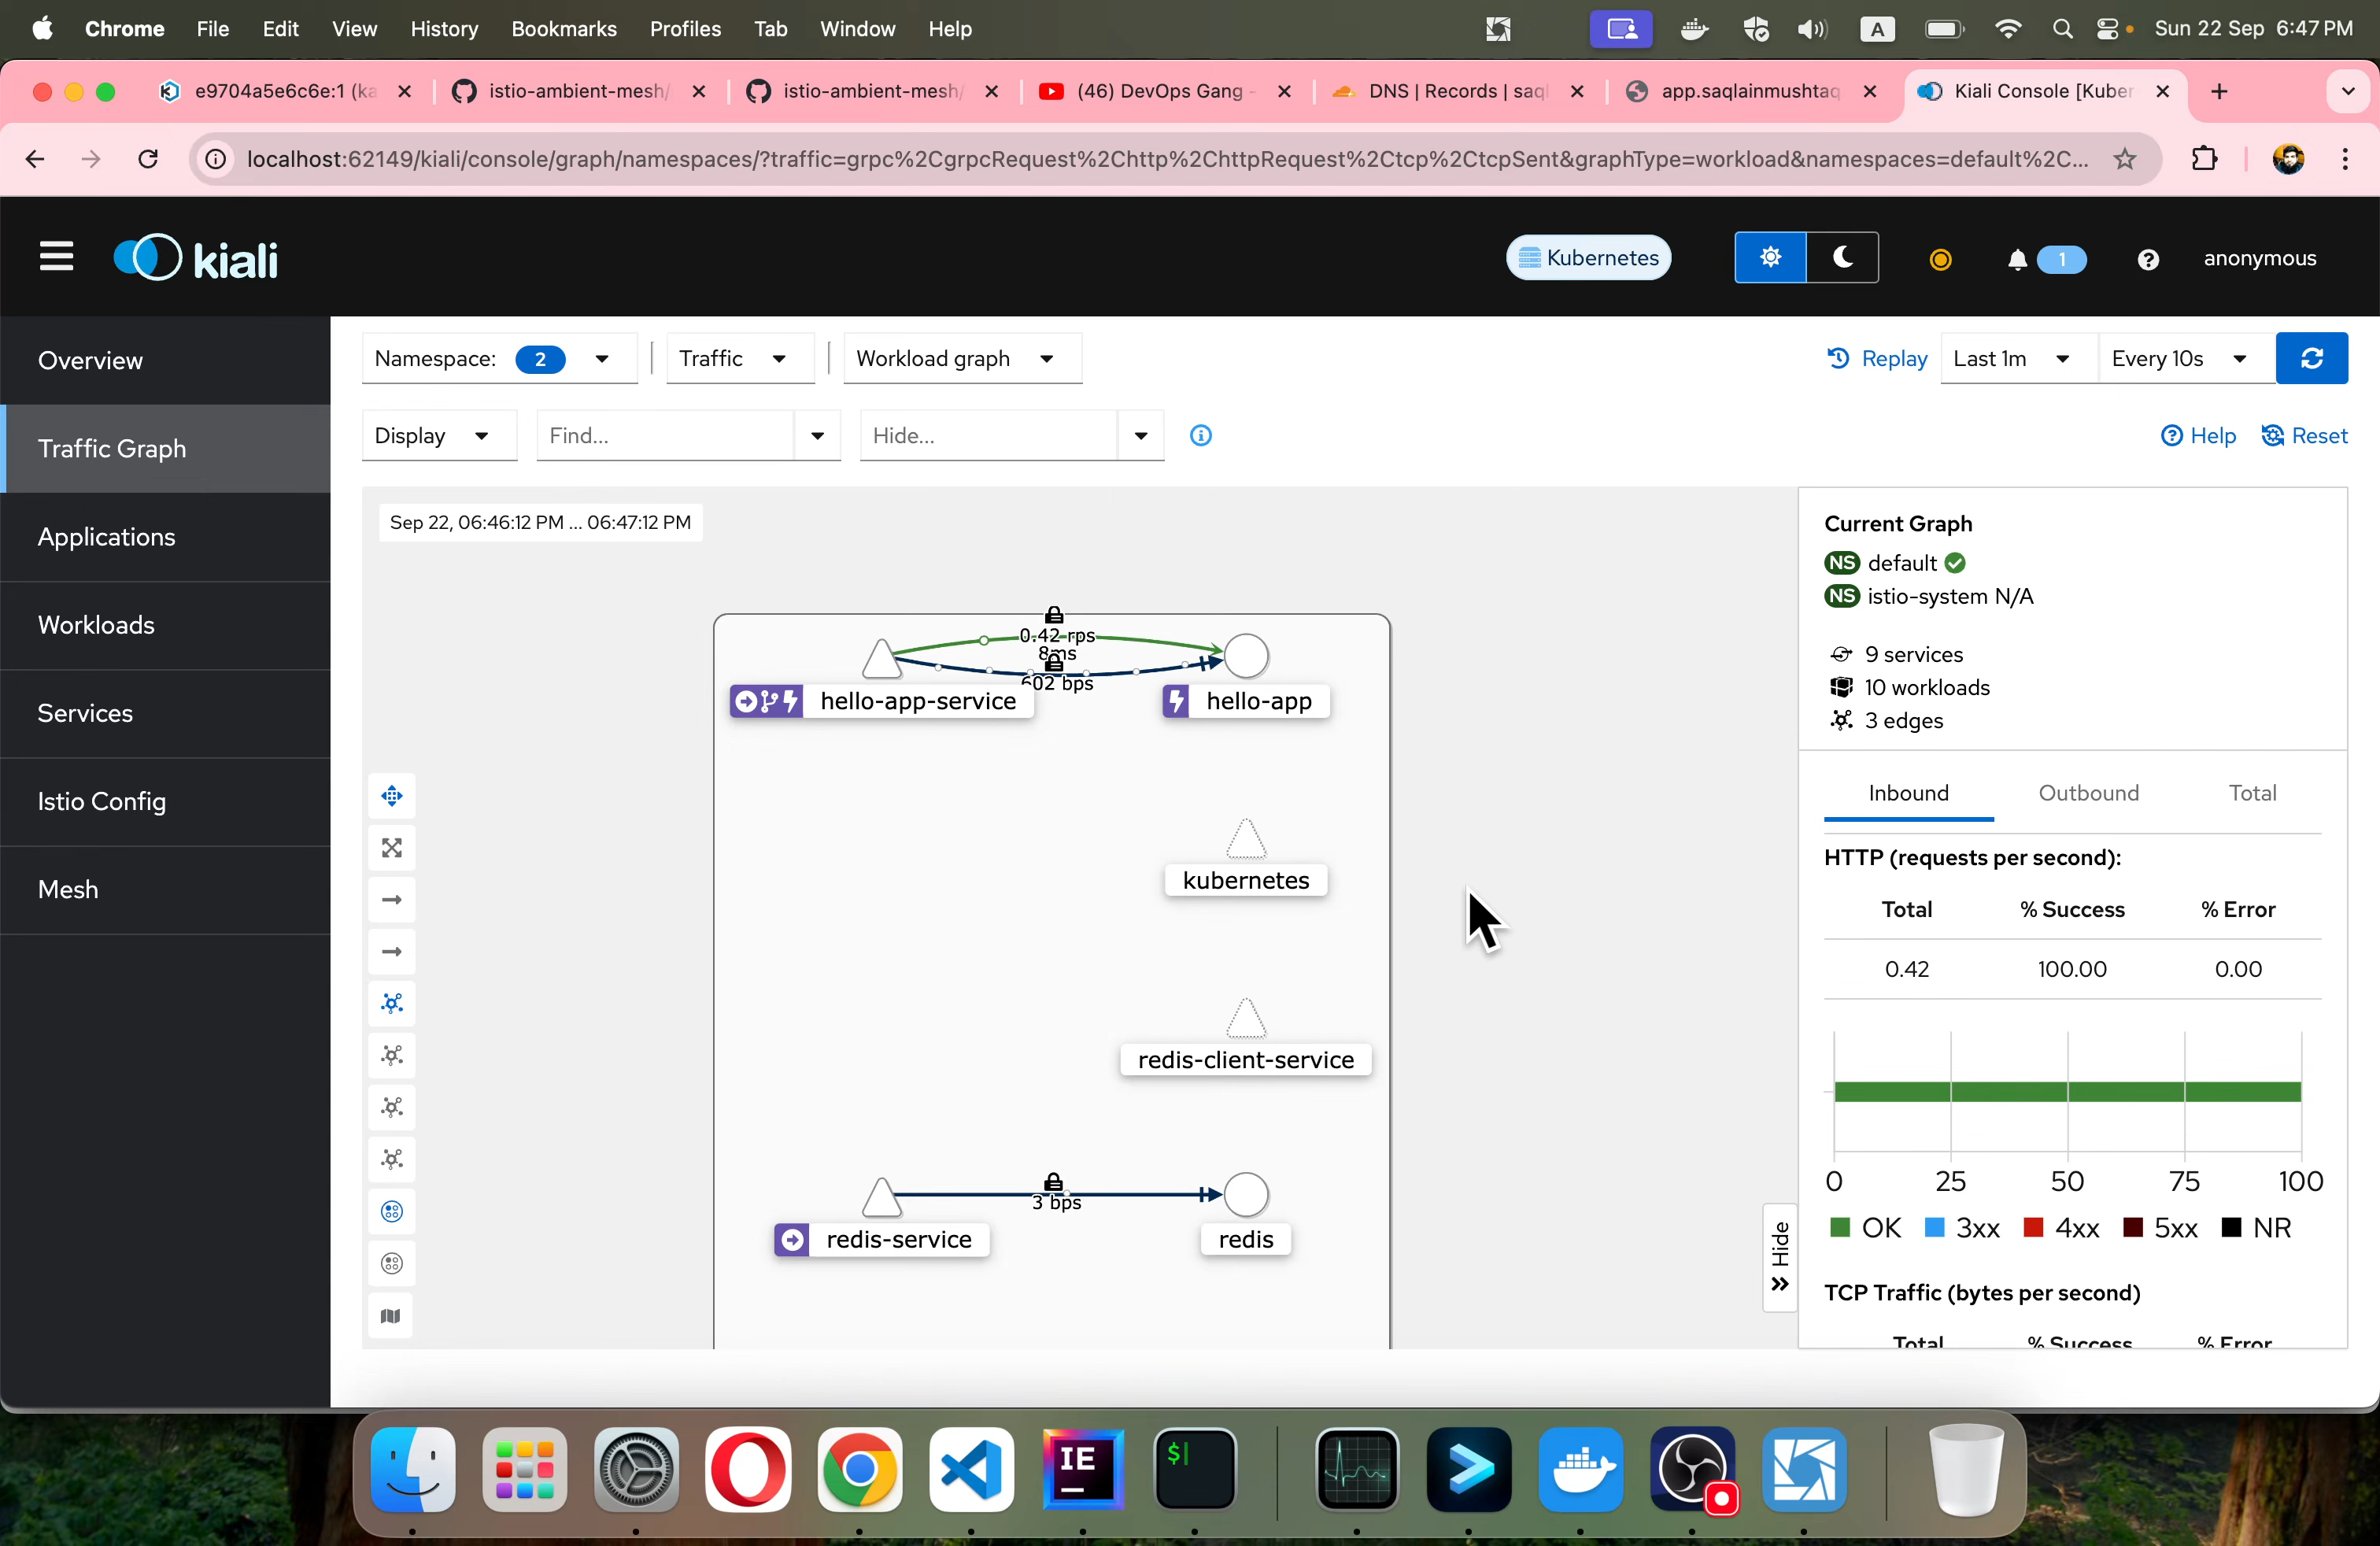 Chrome File Edit View History Bookmarks Profiles Tab Window Help A Sun 22 Sep 6:47 PM
e9704a5e6c6e:1 (ka istio-ambient-mesh/ istio-ambient-mesh/ (46) DevOps Gang - DNS | Records | saql app.saqlainmushtaq Kiali Console [Kuber
localhost:62149/kiali/console/graph/namespaces/?traffic=grpc%2CgrpcRequest%2Chttp%2ChttpRequest%2Ctcp%2CtcpSent&graphType=workload&namespaces=default%2C...
kiali Kubernetes 1 anonymous
Overview
Traffic Graph
Applications
Workloads
Services
Istio Config
Mesh
Namespace: 2 Traffic Workload graph Replay Last 1m Every 10s
Display Find... Hide... Help Reset
Sep 22, 06:46:12 PM ... 06:47:12 PM
0.42 rps
8ms
602 bps
hello-app-service hello-app
kubernetes
redis-client-service
3 bps
redis-service redis
Hide
Current Graph
NS default
NS istio-system N/A
9 services
10 workloads
3 edges
Inbound Outbound Total
HTTP (requests per second):
Total % Success % Error
0.42 100.00 0.00
0 25 50 75 100
OK 3xx 4xx 5xx NR
TCP Traffic (bytes per second)
Total % Success % Error
IE $